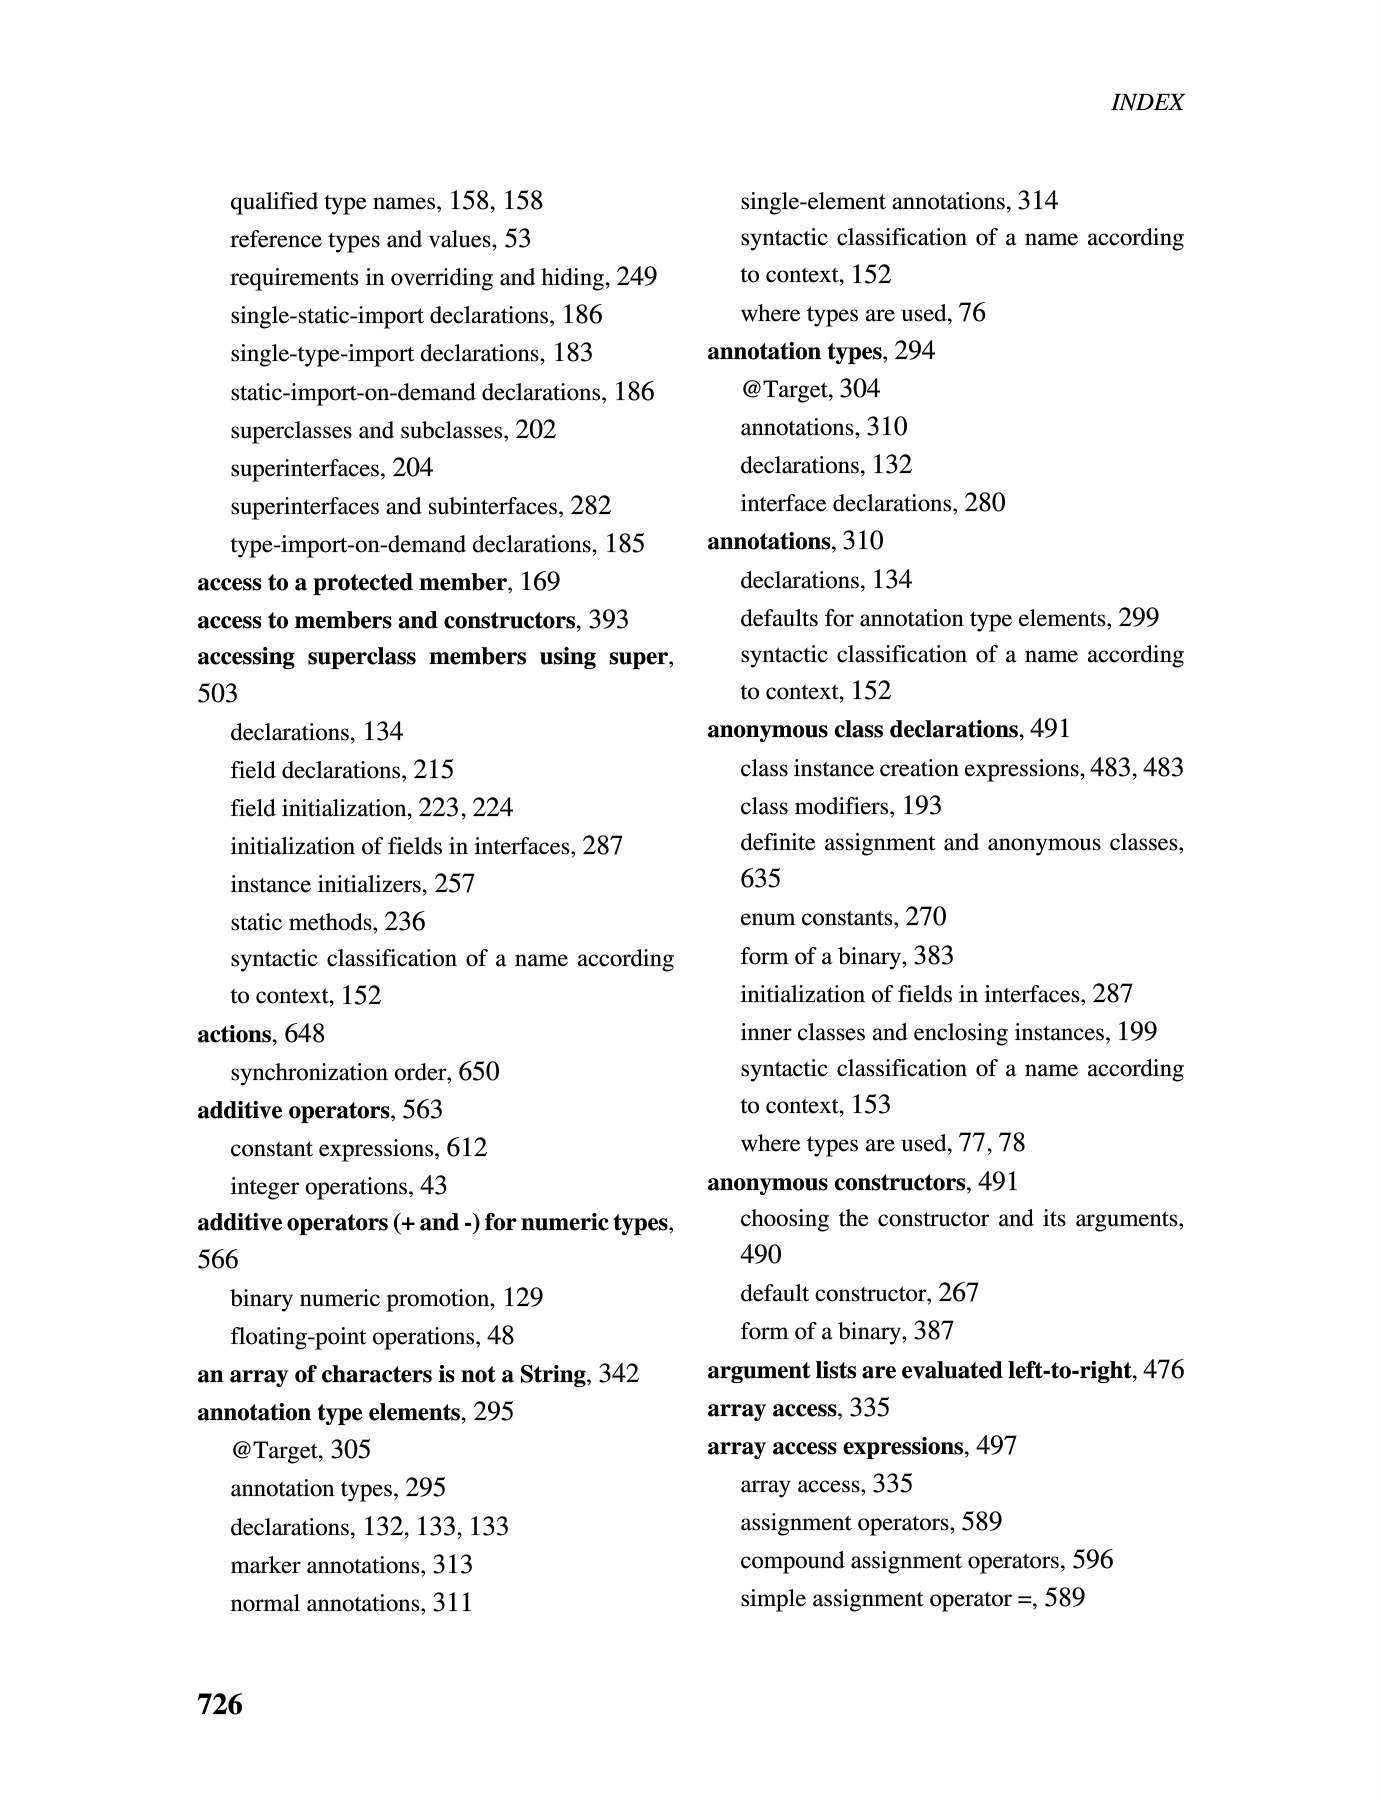 INDEX
qualified type names, 158, 158
reference types and values, 53
requirements in overriding and hiding, 249
single-static-import declarations, 186
single-type-import declarations, 183
static-import-on-demand declarations, 186
superclasses and subclasses, 202
superinterfaces, 204
superinterfaces and subinterfaces, 282
type-import-on-demand declarations, 185
access to a protected member, 169
access to members and constructors, 393
accessing superclass members using super,
503
declarations, 134
field declarations, 215
field initialization, 223, 224
initialization of fields in interfaces, 287
instance initializers, 257
static methods, 236
syntactic classification of a name according
to context, 152
actions, 648
synchronization order, 650
additive operators, 563
constant expressions, 612
integer operations, 43
additive operators (+ and -) for numeric types,
566
binary numeric promotion, 129
floating-point operations, 48
an array of characters is not a String, 342
annotation type elements, 295
@Target, 305
annotation types, 295
declarations, 132, 133, 133
marker annotations, 313
normal annotations, 311
single-element annotations, 314
syntactic classification of a name according
to context, 152
where types are used, 76
annotation types, 294
@Target, 304
annotations, 310
declarations, 132
interface declarations, 280
annotations, 310
declarations, 134
defaults for annotation type elements, 299
syntactic classification of a name according
to context, 152
anonymous class declarations, 491
class instance creation expressions, 483, 483
class modifiers, 193
definite assignment and anonymous classes,
635
enum constants, 270
form of a binary, 383
initialization of fields in interfaces, 287
inner classes and enclosing instances, 199
syntactic classification of a name according
to context, 153
where types are used, 77, 78
anonymous constructors, 491
choosing the constructor and its arguments,
490
default constructor, 267
form of a binary, 387
argument lists are evaluated left-to-right, 476
array access, 335
array access expressions, 497
array access, 335
assignment operators, 589
compound assignment operators, 596
simple assignment operator =, 589
726